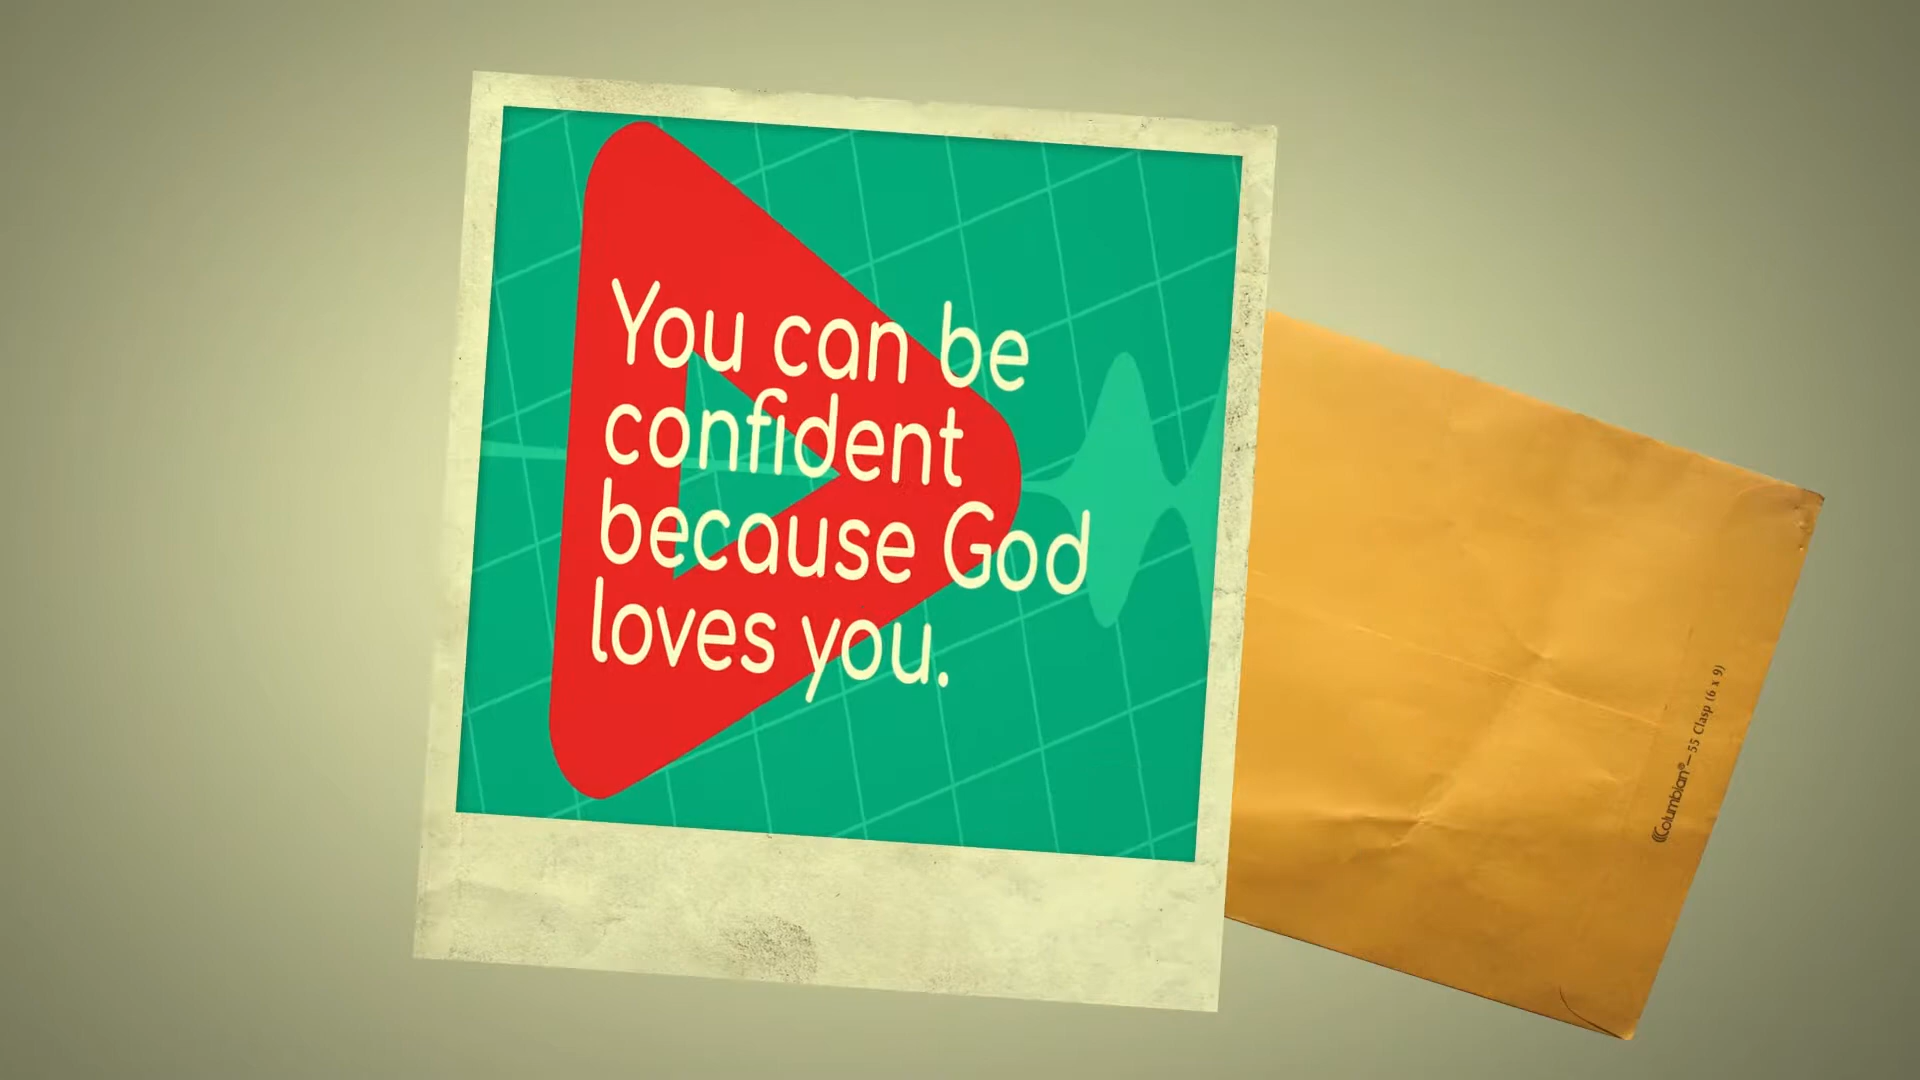 You can be
confident
because God
loves you.
Columbian®—55 Clasp (6 x 9)